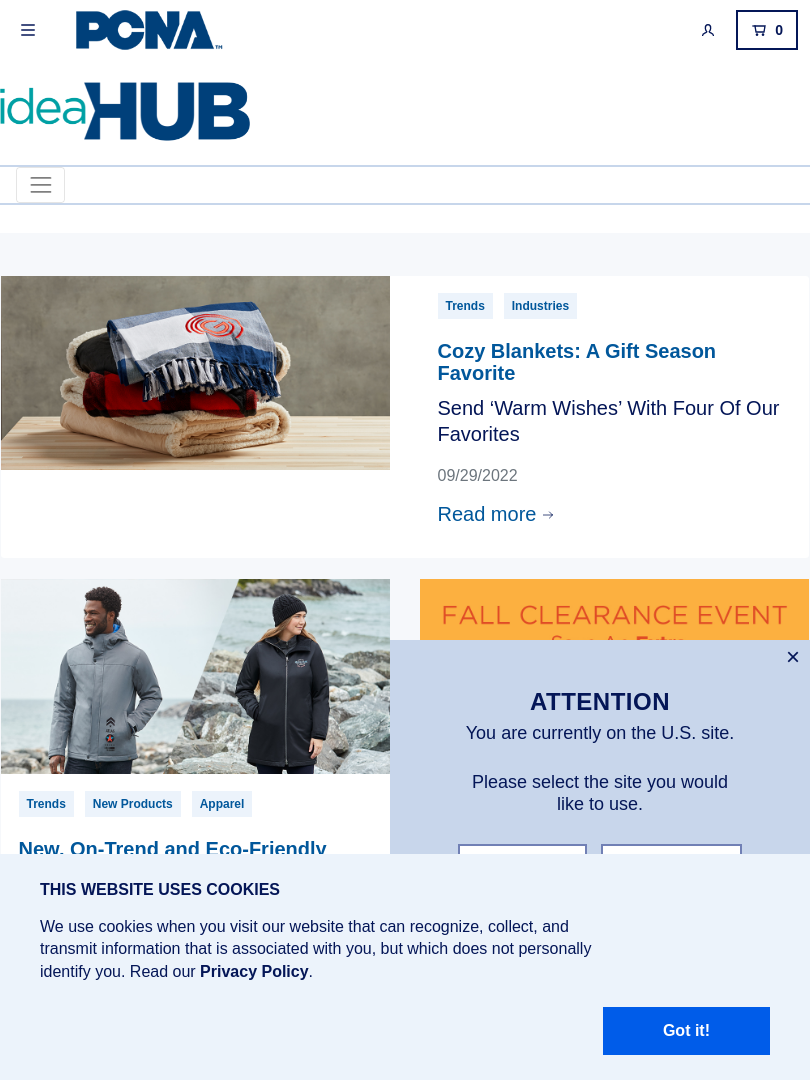 PCNA™
0
ideaHUB
Trends
Industries
Cozy Blankets: A Gift Season
Favorite
Send ‘Warm Wishes’ With Four Of Our
Favorites
09/29/2022
Read more →
FALL CLEARANCE EVENT
×
ATTENTION
You are currently on the U.S. site.
Please select the site you would
like to use.
Trends
New Products
Apparel
New, On-Trend and Eco-Friendly
THIS WEBSITE USES COOKIES
We use cookies when you visit our website that can recognize, collect, and
transmit information that is associated with you, but which does not personally
identify you. Read our Privacy Policy.
Got it!